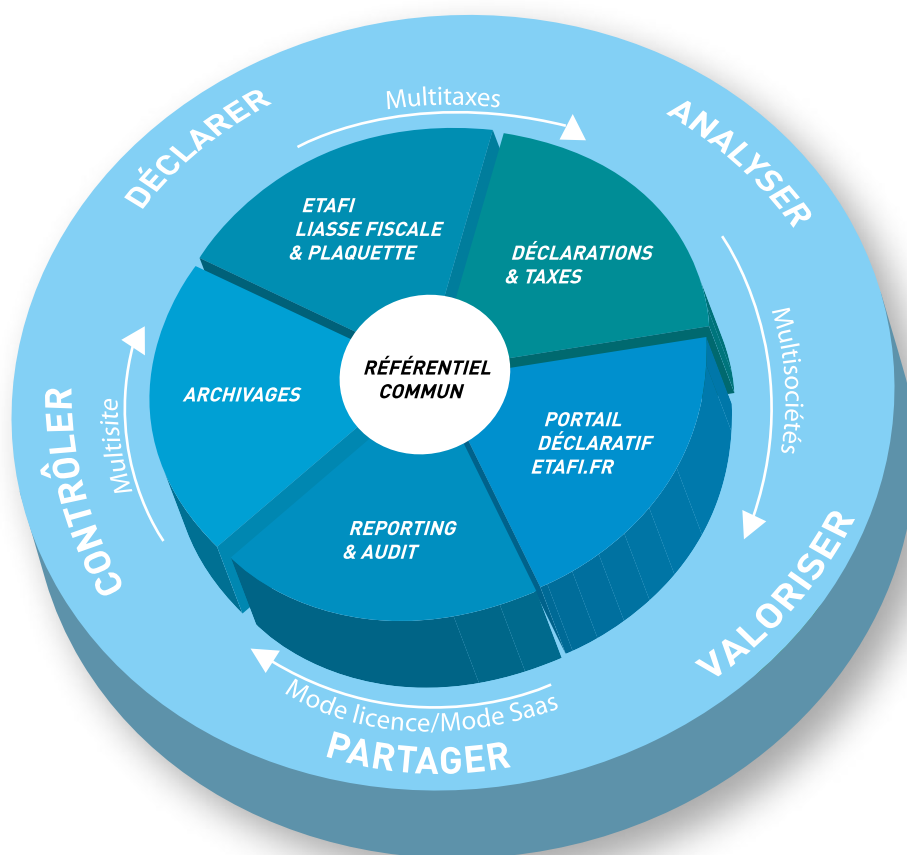 DÉCLARER
Multitaxes
ANALYSER
Multisociétés
VALORISER
Mode licence/Mode Saas
PARTAGER
CONTRÔLER
Multisite
ETAFI
LIASSE FISCALE
& PLAQUETTE
DÉCLARATIONS
& TAXES
PORTAIL
DÉCLARATIF
ETAFI.FR
REPORTING
& AUDIT
ARCHIVAGES
RÉFÉRENTIEL
COMMUN